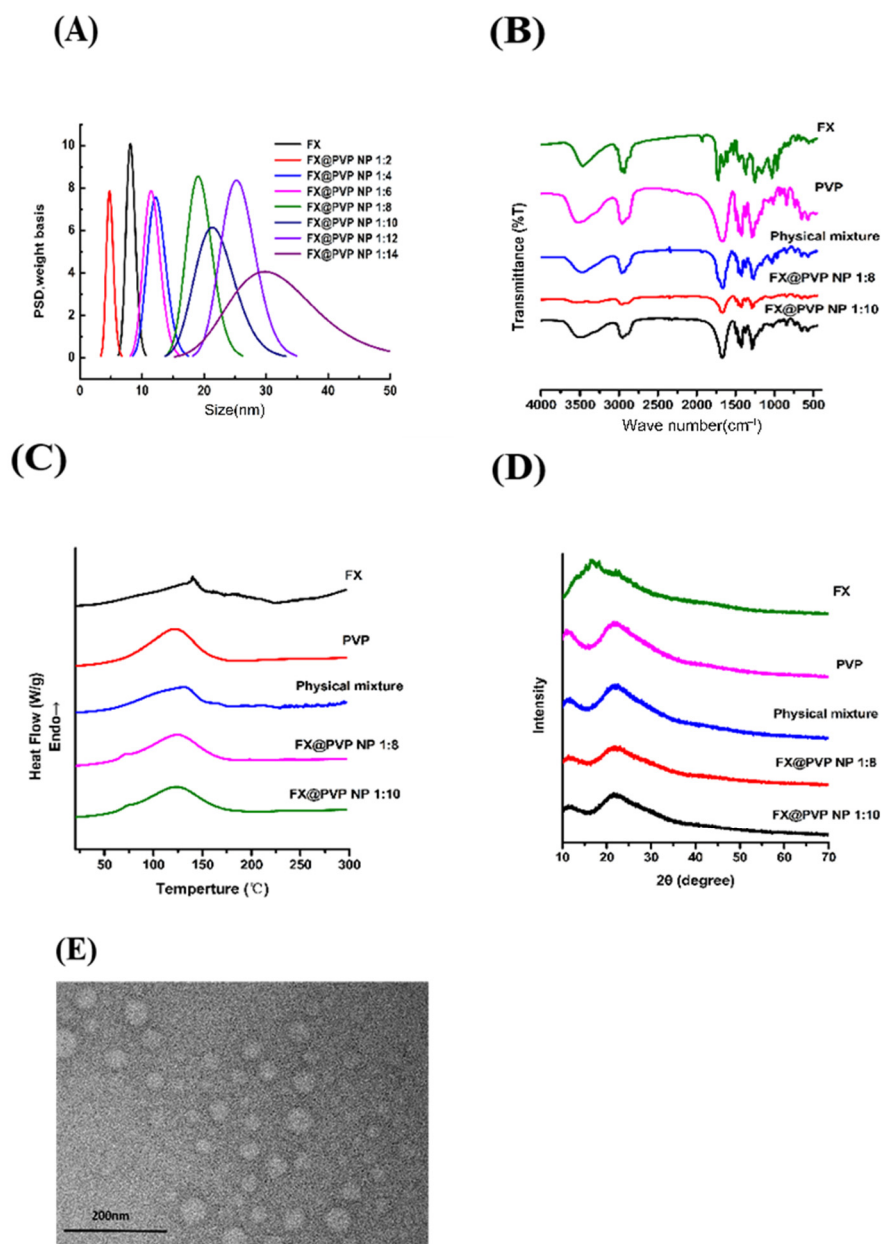 (A)
PSD,weight basis
10
8
6
4
2
0
FX
FX@PVP NP 1:2
FX@PVP NP 1:4
FX@PVP NP 1:6
FX@PVP NP 1:8
FX@PVP NP 1:10
FX@PVP NP 1:12
FX@PVP NP 1:14
0 10 20 30 40 50
Size(nm)
(B)
Transmittance (%T)
FX
PVP
Physical mixture
FX@PVP NP 1:8
FX@PVP NP 1:10
4000 3500 3000 2500 2000 1500 1000 500
Wave number(cm⁻¹)
(C)
Heat Flow (W/g)
Endo→
FX
PVP
Physical mixture
FX@PVP NP 1:8
FX@PVP NP 1:10
50 100 150 200 250 300
Temperture (℃)
(D)
Intensity
FX
PVP
Physical mixture
FX@PVP NP 1:8
FX@PVP NP 1:10
10 20 30 40 50 60 70
2θ (degree)
(E)
200nm